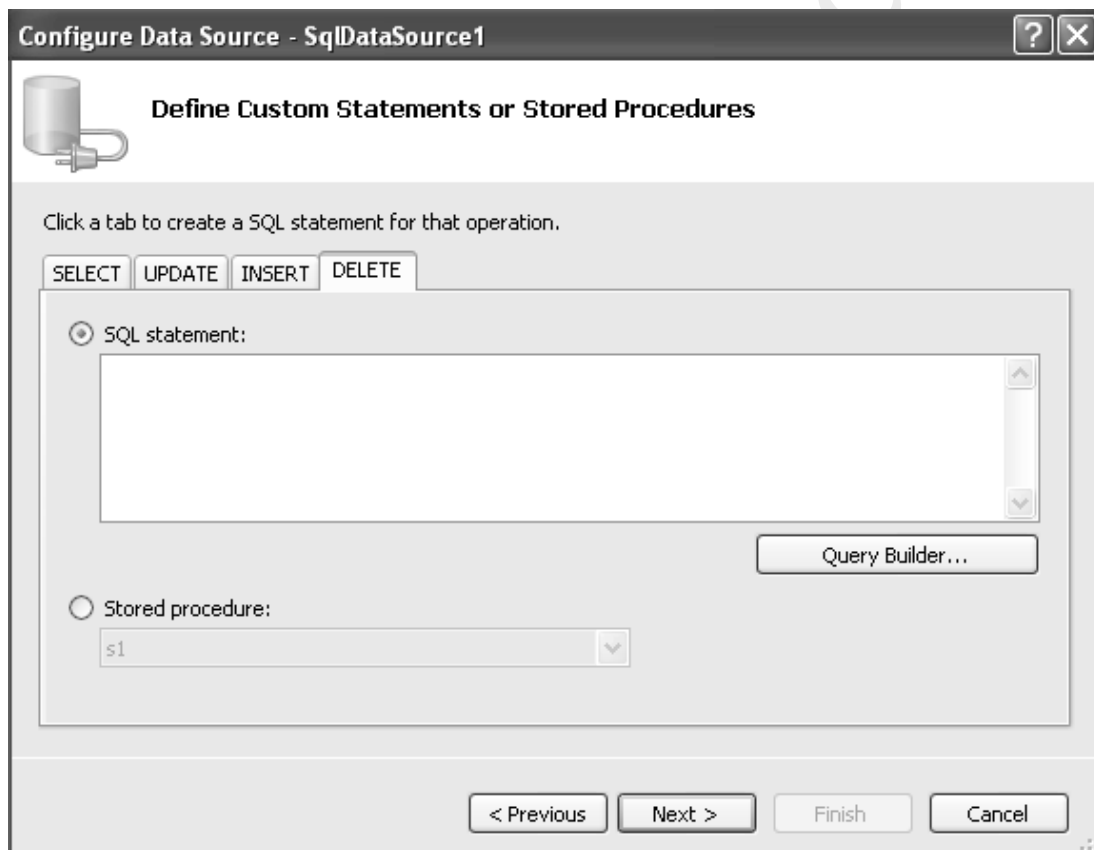 Configure Data Source - SqlDataSource1
Define Custom Statements or Stored Procedures
Click a tab to create a SQL statement for that operation.
SELECT UPDATE INSERT DELETE
SQL statement:
Query Builder...
Stored procedure:
s1
< Previous Next > Finish Cancel